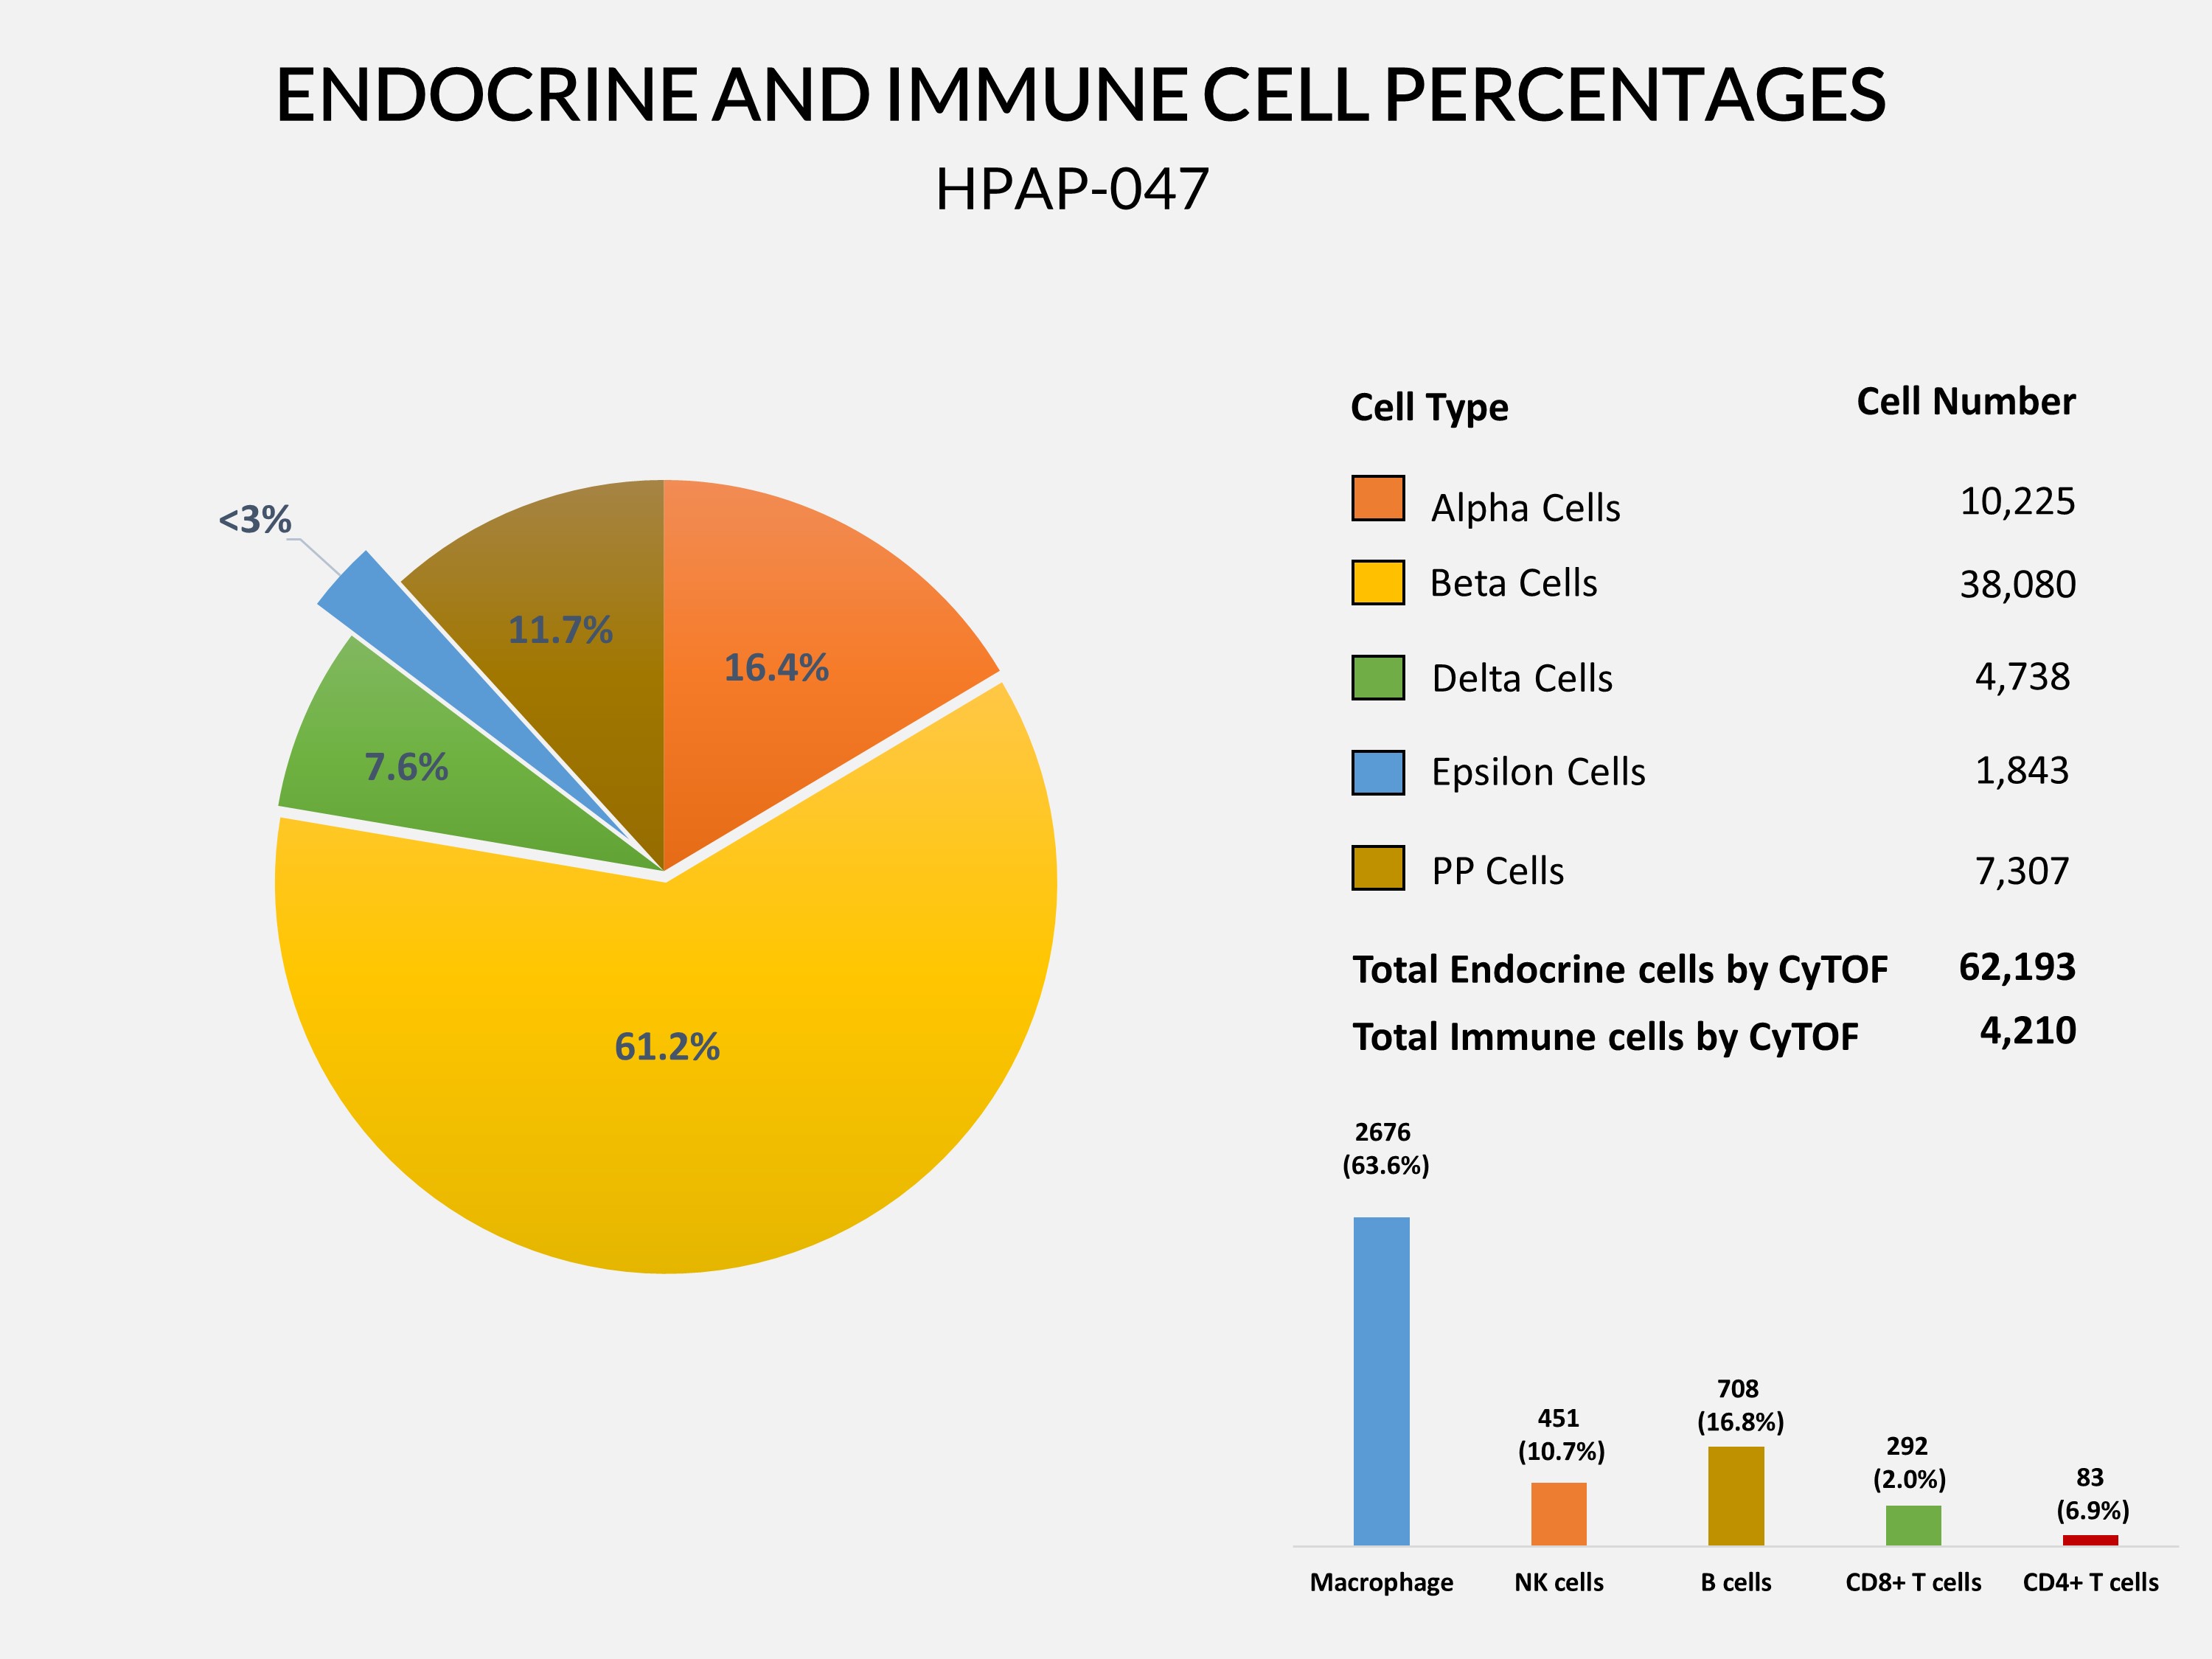 ENDOCRINE AND IMMUNE CELL PERCENTAGES
HPAP-047
<3%
11.7%
16.4%
7.6%
61.2%
Cell Type Cell Number
Alpha Cells 10,225
Beta Cells 38,080
Delta Cells 4,738
Epsilon Cells 1,843
PP Cells 7,307
Total Endocrine cells by CyTOF 62,193
Total Immune cells by CyTOF 4,210
2676
(63.6%)
451
(10.7%)
708
(16.8%)
292
(2.0%)
83
(6.9%)
Macrophage NK cells B cells CD8+ T cells CD4+ T cells